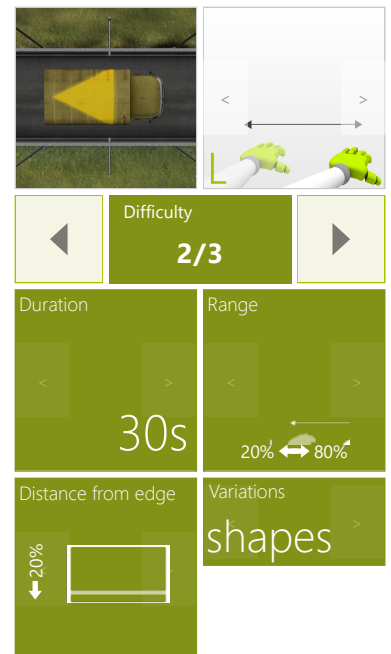 <
>
L
Difficulty
2/3
Duration
Range
<
>
<
>
30s
20%
80%
Distance from edge
Variations
20%
<
>
<
>
shapes